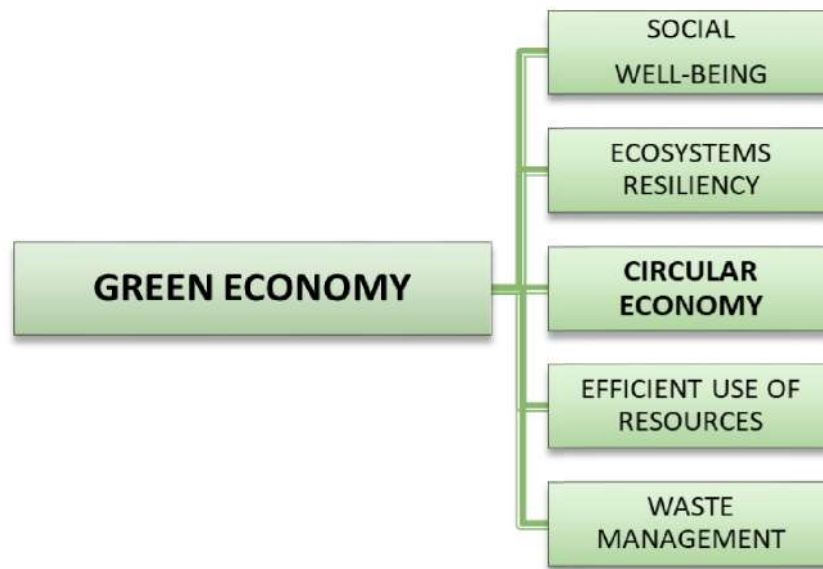 GREEN ECONOMY
SOCIAL
WELL-BEING
ECOSYSTEMS
RESILIENCY
CIRCULAR
ECONOMY
EFFICIENT USE OF
RESOURCES
WASTE
MANAGEMENT